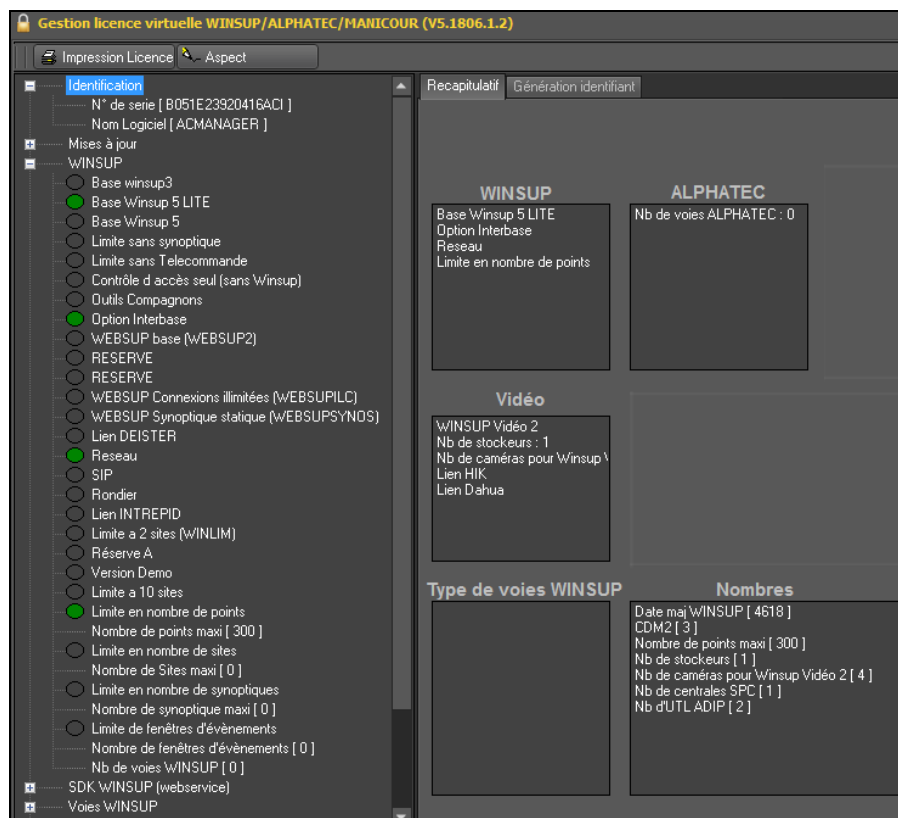 Gestion licence virtuelle WINSUP/ALPHATEC/MANICOUR (V5.1806.1.2)
Impression Licence Aspect
Identification
N° de serie [ B051E23920416ACI ]
Nom Logiciel [ ACMANAGER ]
Mises à jour
WINSUP
Base winsup3
Base Winsup 5 LITE
Base Winsup 5
Limite sans synoptique
Limite sans Telecommande
Contrôle d accès seul (sans Winsup)
Outils Compagnons
Option Interbase
WEBSUP base (WEBSUP2)
RESERVE
RESERVE
WEBSUP Connexions illimitées (WEBSUPILC)
WEBSUP Synoptique statique (WEBSUPSYNOS)
Lien DEISTER
Reseau
SIP
Rondier
Lien INTREPID
Limite a 2 sites (WINLIM)
Réserve A
Version Demo
Limite a 10 sites
Limite en nombre de points
Nombre de points maxi [ 300 ]
Limite en nombre de sites
Nombre de Sites maxi [ 0 ]
Limite en nombre de synoptiques
Nombre de synoptique maxi [ 0 ]
Limite de fenêtres d'évènements
Nombre de fenêtres d'évènements [ 0 ]
Nb de voies WINSUP [ 0 ]
SDK WINSUP (webservice)
Voies WINSUP
Recapitulatif Génération identifiant
WINSUP
Base Winsup 5 LITE
Option Interbase
Reseau
Limite en nombre de points
ALPHATEC
Nb de voies ALPHATEC : 0
Vidéo
WINSUP Vidéo 2
Nb de stockeurs : 1
Nb de caméras pour Winsup
Lien HIK
Lien Dahua
Type de voies WINSUP
Nombres
Date maj WINSUP [ 4618 ]
CDM2 [ 3 ]
Nombre de points maxi [ 300 ]
Nb de stockeurs [ 1 ]
Nb de caméras pour Winsup Vidéo 2 [ 4 ]
Nb de centrales SPC [ 1 ]
Nb d'UTL ADIP [ 2 ]